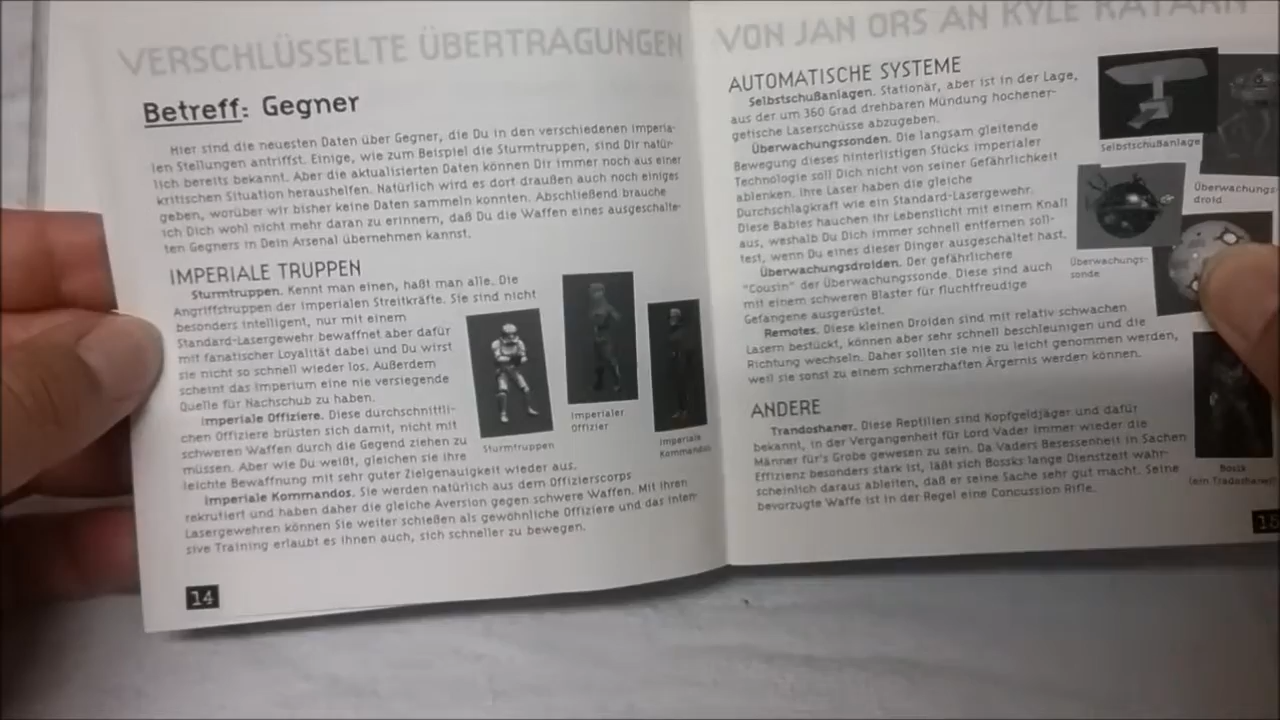 VERSCHLÜSSELTE ÜBERTRAGUNGEN
Betreff: Gegner
Hier sind die neuesten Daten über Gegner, die Du in den verschiedenen imperia-
len Stellungen antriffst. Einige, wie zum Beispiel die Sturmtruppen, sind Dir natür-
lich bereits bekannt. Aber die aktualisierten Daten können Dir immer noch aus einer
kritischen Situation heraushelfen. Natürlich wird es dort draußen auch noch einiges
geben, worüber wir bisher keine Daten sammeln konnten. Abschließend brauche
ich Dich wohl nicht mehr daran zu erinnern, daß Du die Waffen eines ausgeschalte-
ten Gegners in Dein Arsenal übernehmen kannst.
IMPERIALE TRUPPEN
Sturmtruppen. Kennt man einen, haßt man alle. Die
Angriffstruppen der imperialen Streitkräfte. Sie sind nicht
besonders intelligent, nur mit einem
Standard-Lasergewehr bewaffnet aber dafür
mit fanatischer Loyalität dabei und Du wirst
sie nicht so schnell wieder los. Außerdem
scheint das Imperium eine nie versiegende
Quelle für Nachschub zu haben.
Imperiale Offiziere. Diese durchschnittli-
chen Offiziere brüsten sich damit, nicht mit
schweren Waffen durch die Gegend ziehen zu
müssen. Aber wie Du weißt, gleichen sie ihre
leichte Bewaffnung mit sehr guter Zielgenauigkeit wieder aus.
Imperiale Kommandos. Sie werden natürlich aus dem Offizierscorps
rekrutiert und haben daher die gleiche Aversion gegen schwere Waffen. Mit ihren
Lasergewehren können Sie weiter schießen als gewöhnliche Offiziere und das inten-
sive Training erlaubt es ihnen auch, sich schneller zu bewegen.
Sturmtruppen
Imperialer
Offizier
Imperiale
Kommandos
14
VON JAN ORS AN KYLE KATARN
AUTOMATISCHE SYSTEME
Selbstschußanlagen. Stationär, aber ist in der Lage,
aus der um 360 Grad drehbaren Mündung hochener-
getische Laserschüsse abzugeben.
Überwachungssonden. Die langsam gleitende
Bewegung dieses hinterlistigen Stücks imperialer
Technologie soll Dich nicht von seiner Gefährlichkeit
ablenken. Ihre Laser haben die gleiche
Durchschlagkraft wie ein Standard-Lasergewehr.
Diese Babies hauchen ihr Lebenslicht mit einem Knall
aus, weshalb Du Dich immer schnell entfernen soll-
test, wenn Du eines dieser Dinger ausgeschaltet hast.
Überwachungsdroiden. Der gefährlichere
"Cousin" der Überwachungssonde. Diese sind auch
mit einem schweren Blaster für fluchtfreudige
Gefangene ausgerüstet.
Remotes. Diese kleinen Droiden sind mit relativ schwachen
Lasern bestückt, können aber sehr schnell beschleunigen und die
Richtung wechseln. Daher sollten sie nie zu leicht genommen werden,
weil sie sonst zu einem schmerzhaften Ärgernis werden können.
ANDERE
Trandoshaner. Diese Reptilien sind Kopfgeldjäger und dafür
bekannt, in der Vergangenheit für Lord Vader immer wieder die
Männer für's Grobe gewesen zu sein. Da Vaders Besessenheit in Sachen
Effizienz besonders stark ist, läßt sich Bossks lange Dienstzeit wahr-
scheinlich daraus ableiten, daß er seine Sache sehr gut macht. Seine
bevorzugte Waffe ist in der Regel eine Concussion Rifle.
Selbstschußanlage
Überwachungs-
droid
Überwachungs-
sonde
Bossk
(ein